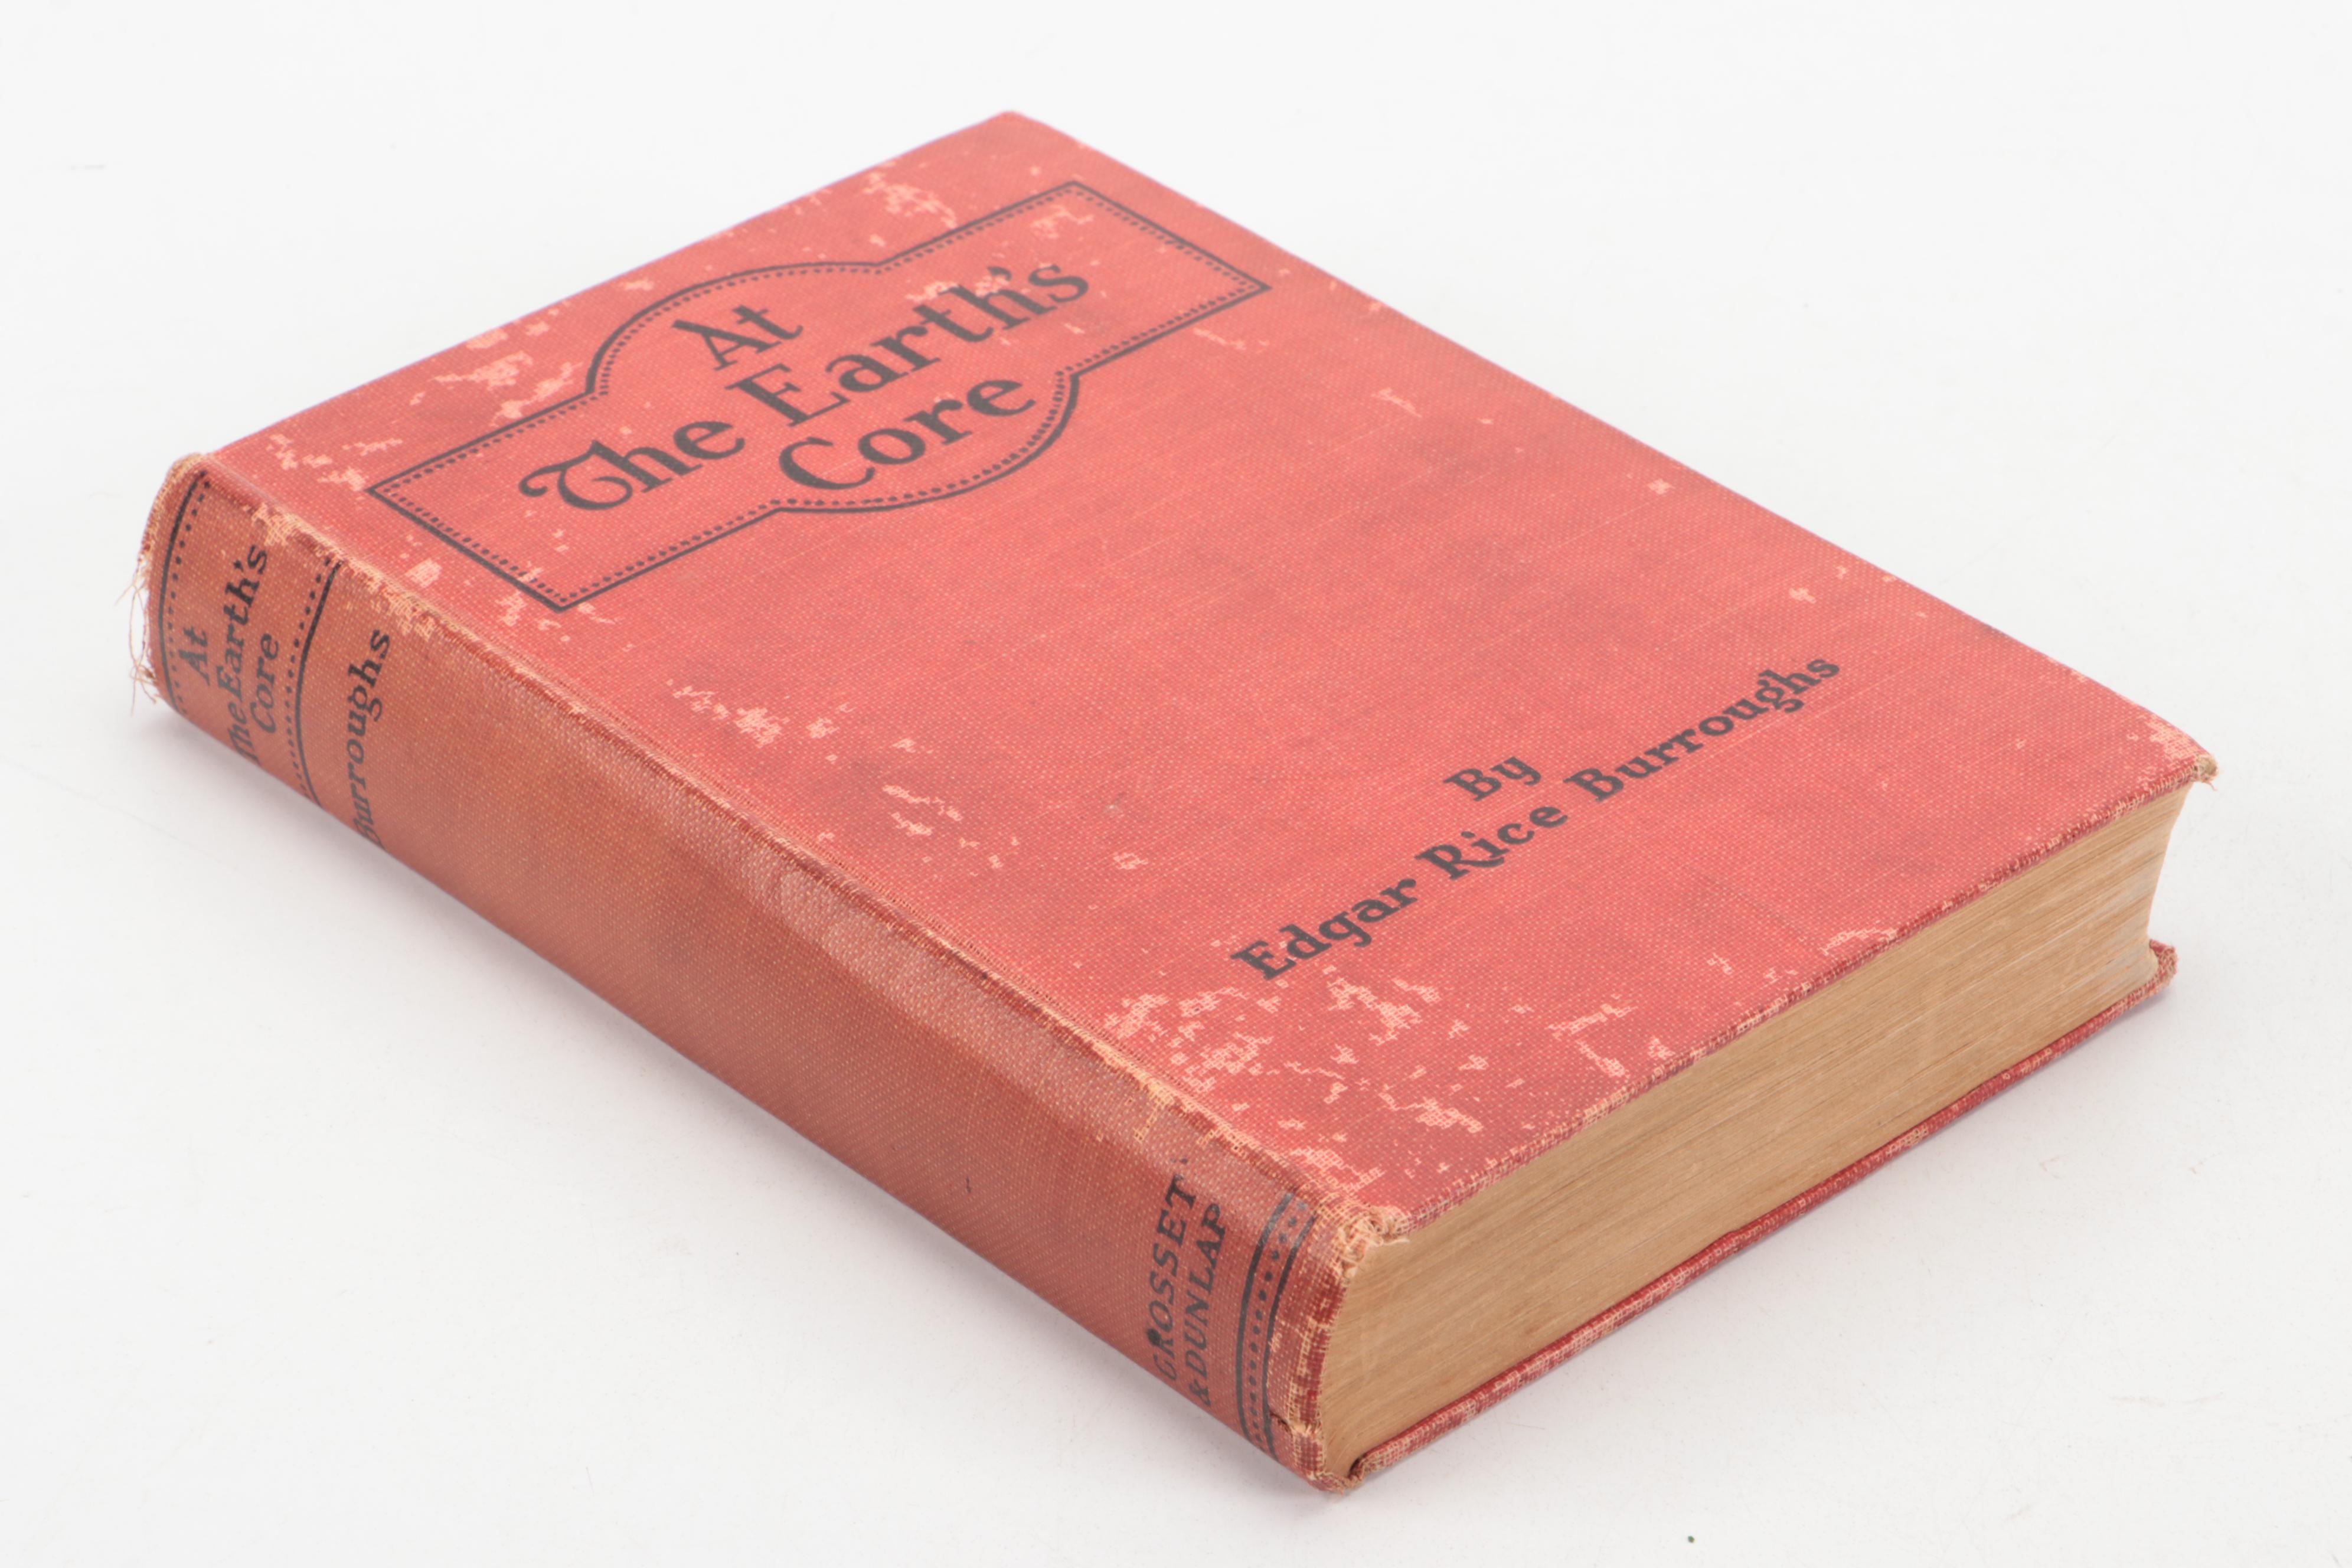 At
The Earth's
Core
By
Edgar Rice Burroughs
At
The Earth's
Core
Burroughs
GROSSET
& DUNLAP